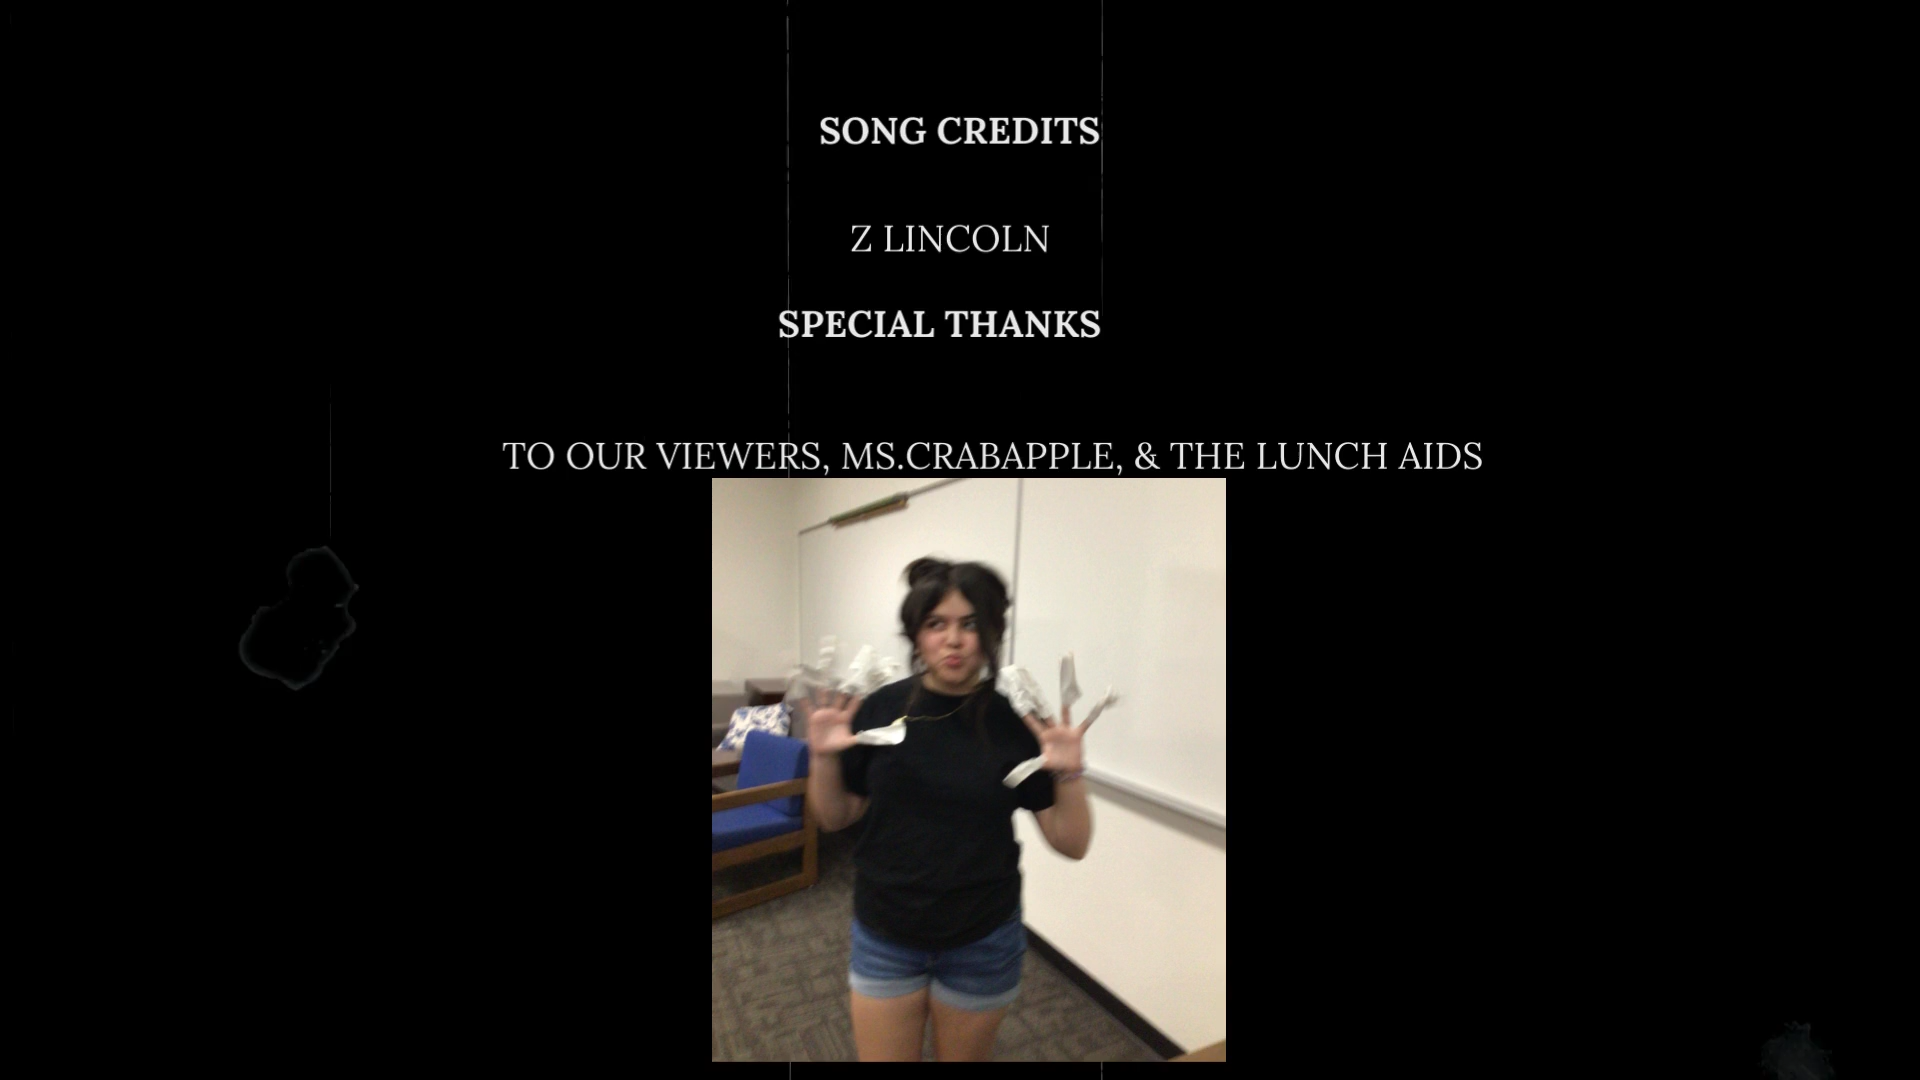 SONG CREDITS
Z LINCOLN
SPECIAL THANKS
TO OUR VIEWERS, MS.CRABAPPLE, & THE LUNCH AIDS